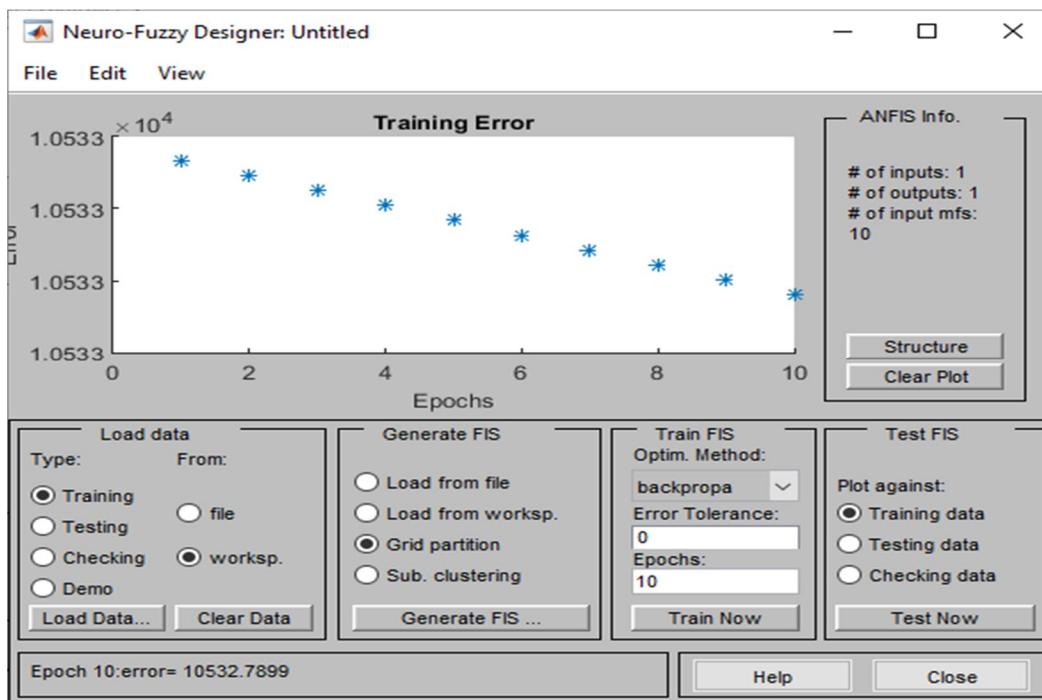 Neuro-Fuzzy Designer: Untitled
File Edit View
× 10^4
Training Error
1.0533
1.0533
1.0533
1.0533
0 2 4 6 8 10
Epochs
ANFIS Info.
# of inputs: 1
# of outputs: 1
# of input mfs:
10
Structure
Clear Plot
Load data
Type: From:
Training
Testing
Checking
Demo
file
worksp.
Load Data... Clear Data
Generate FIS
Load from file
Load from worksp.
Grid partition
Sub. clustering
Generate FIS ...
Train FIS
Optim. Method:
backpropa
Error Tolerance:
0
Epochs:
10
Train Now
Test FIS
Plot against:
Training data
Testing data
Checking data
Test Now
Epoch 10:error= 10532.7899
Help Close